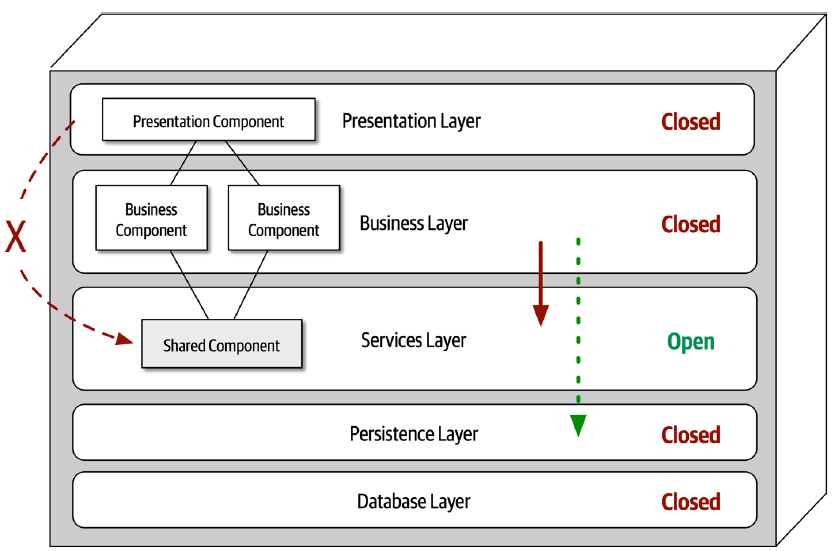 Presentation Component
Presentation Layer
Closed
Business
Component
Business
Component
Business Layer
Closed
X
Shared Component
Services Layer
Open
Persistence Layer
Closed
Database Layer
Closed